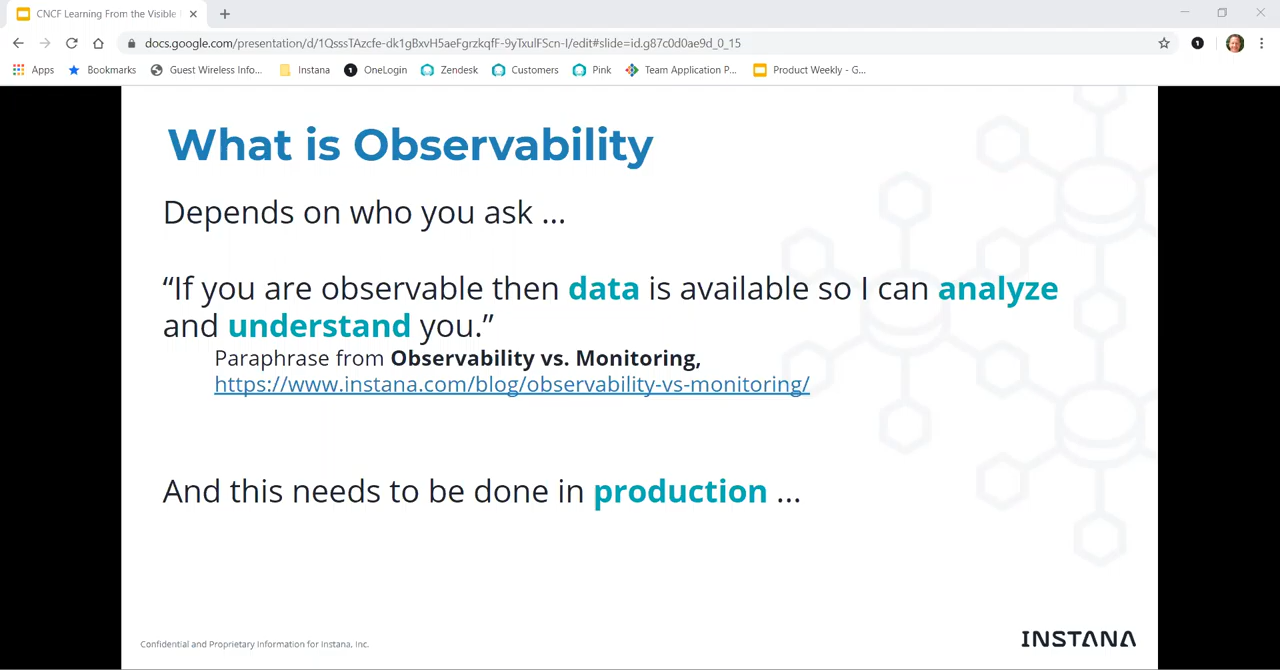 CNCF Learning From the Visible
docs.google.com/presentation/d/1QsssTAzcfe-dk1gBxvH5aeFgrzkqfF-9yTxulFScn-I/edit#slide=id.g87c0d0ae9d_0_15
Apps Bookmarks Guest Wireless Info... Instana OneLogin Zendesk Customers Pink Team Application P... Product Weekly - G...
What is Observability
Depends on who you ask ...
“If you are observable then data is available so I can analyze
and understand you.”
Paraphrase from Observability vs. Monitoring,
https://www.instana.com/blog/observability-vs-monitoring/
And this needs to be done in production ...
Confidential and Proprietary Information for Instana, Inc.
INSTANA